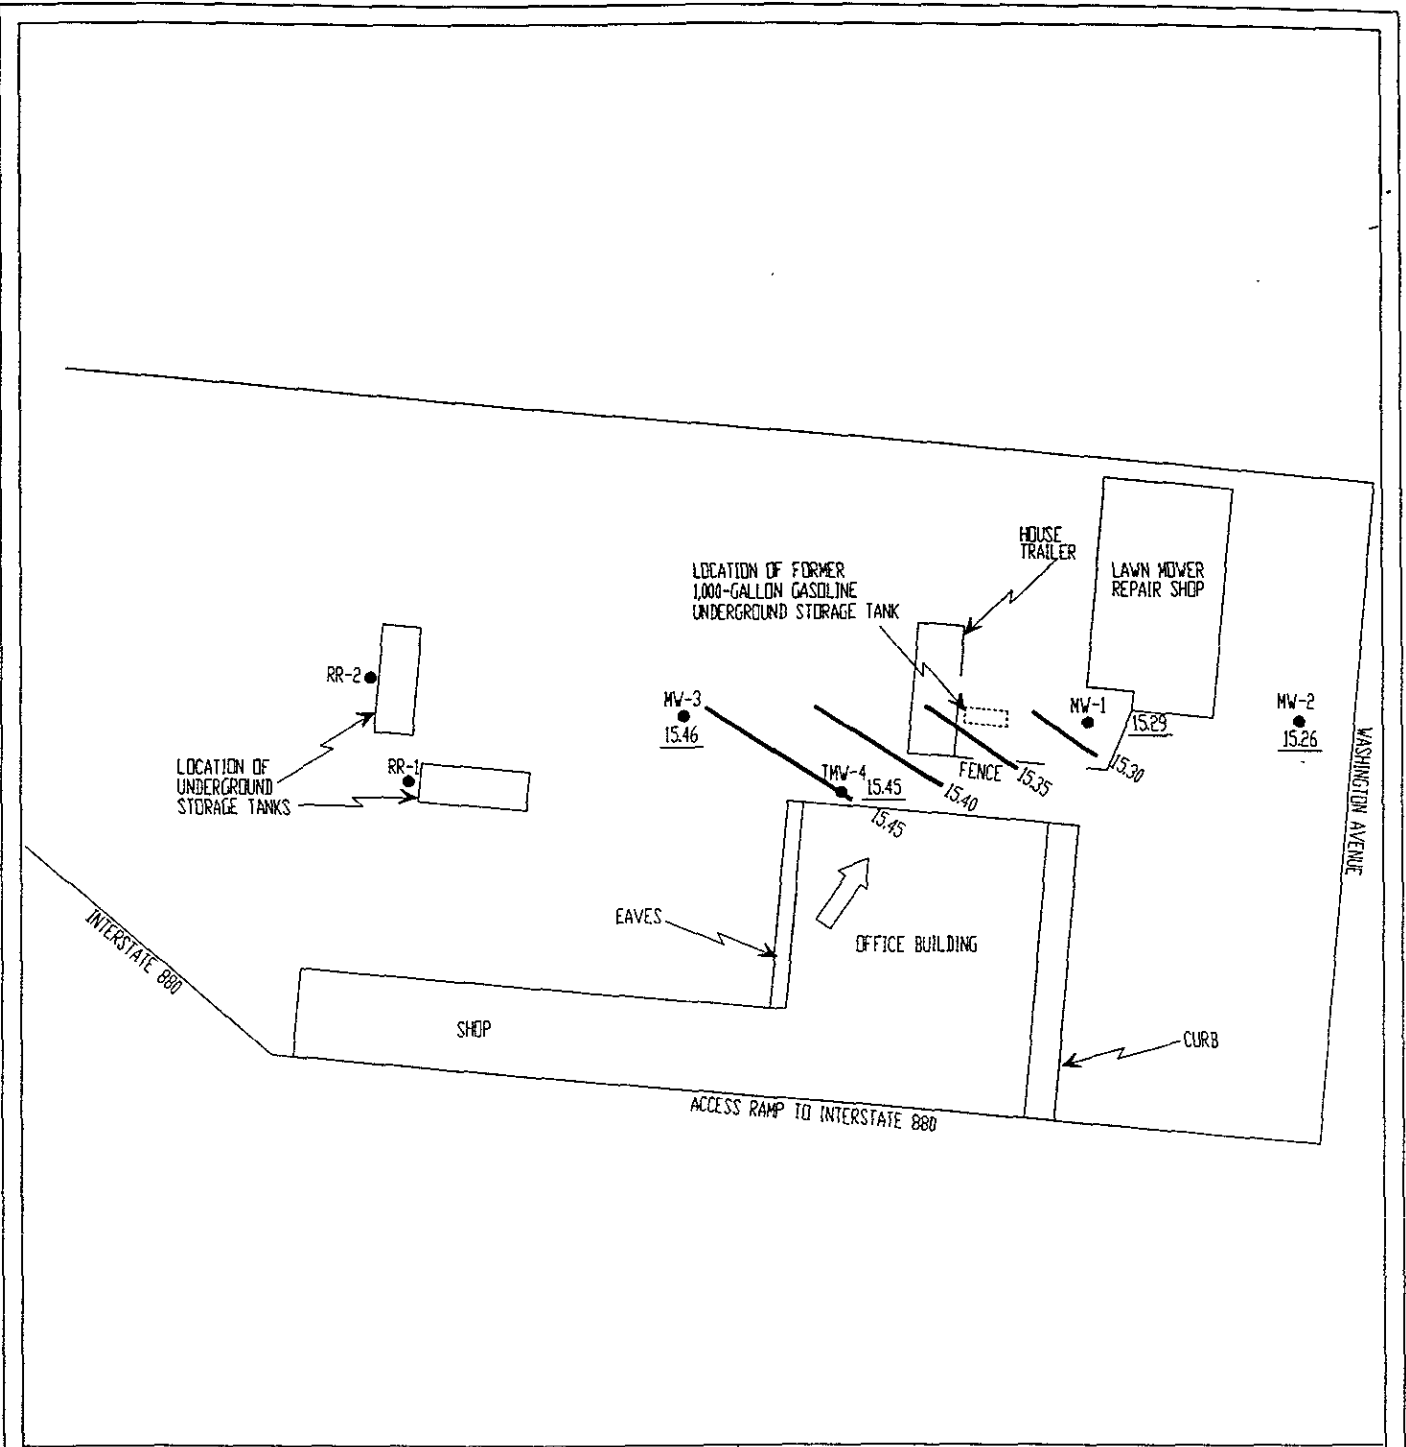 HOUSE
TRAILER
LOCATION OF FORMER
1,000-GALLON GASOLINE
UNDERGROUND STORAGE TANK
LAWN MOWER
REPAIR SHOP
RR-2
MW-3
15.46
MW-1
15.29
MW-2
15.26
WASHINGTON AVENUE
LOCATION OF
UNDERGROUND
STORAGE TANKS
RR-1
TMW-4
15.45
FENCE
15.35
15.30
15.40
15.45
EAVES
OFFICE BUILDING
INTERSTATE 880
SHOP
CURB
ACCESS RAMP TO INTERSTATE 880